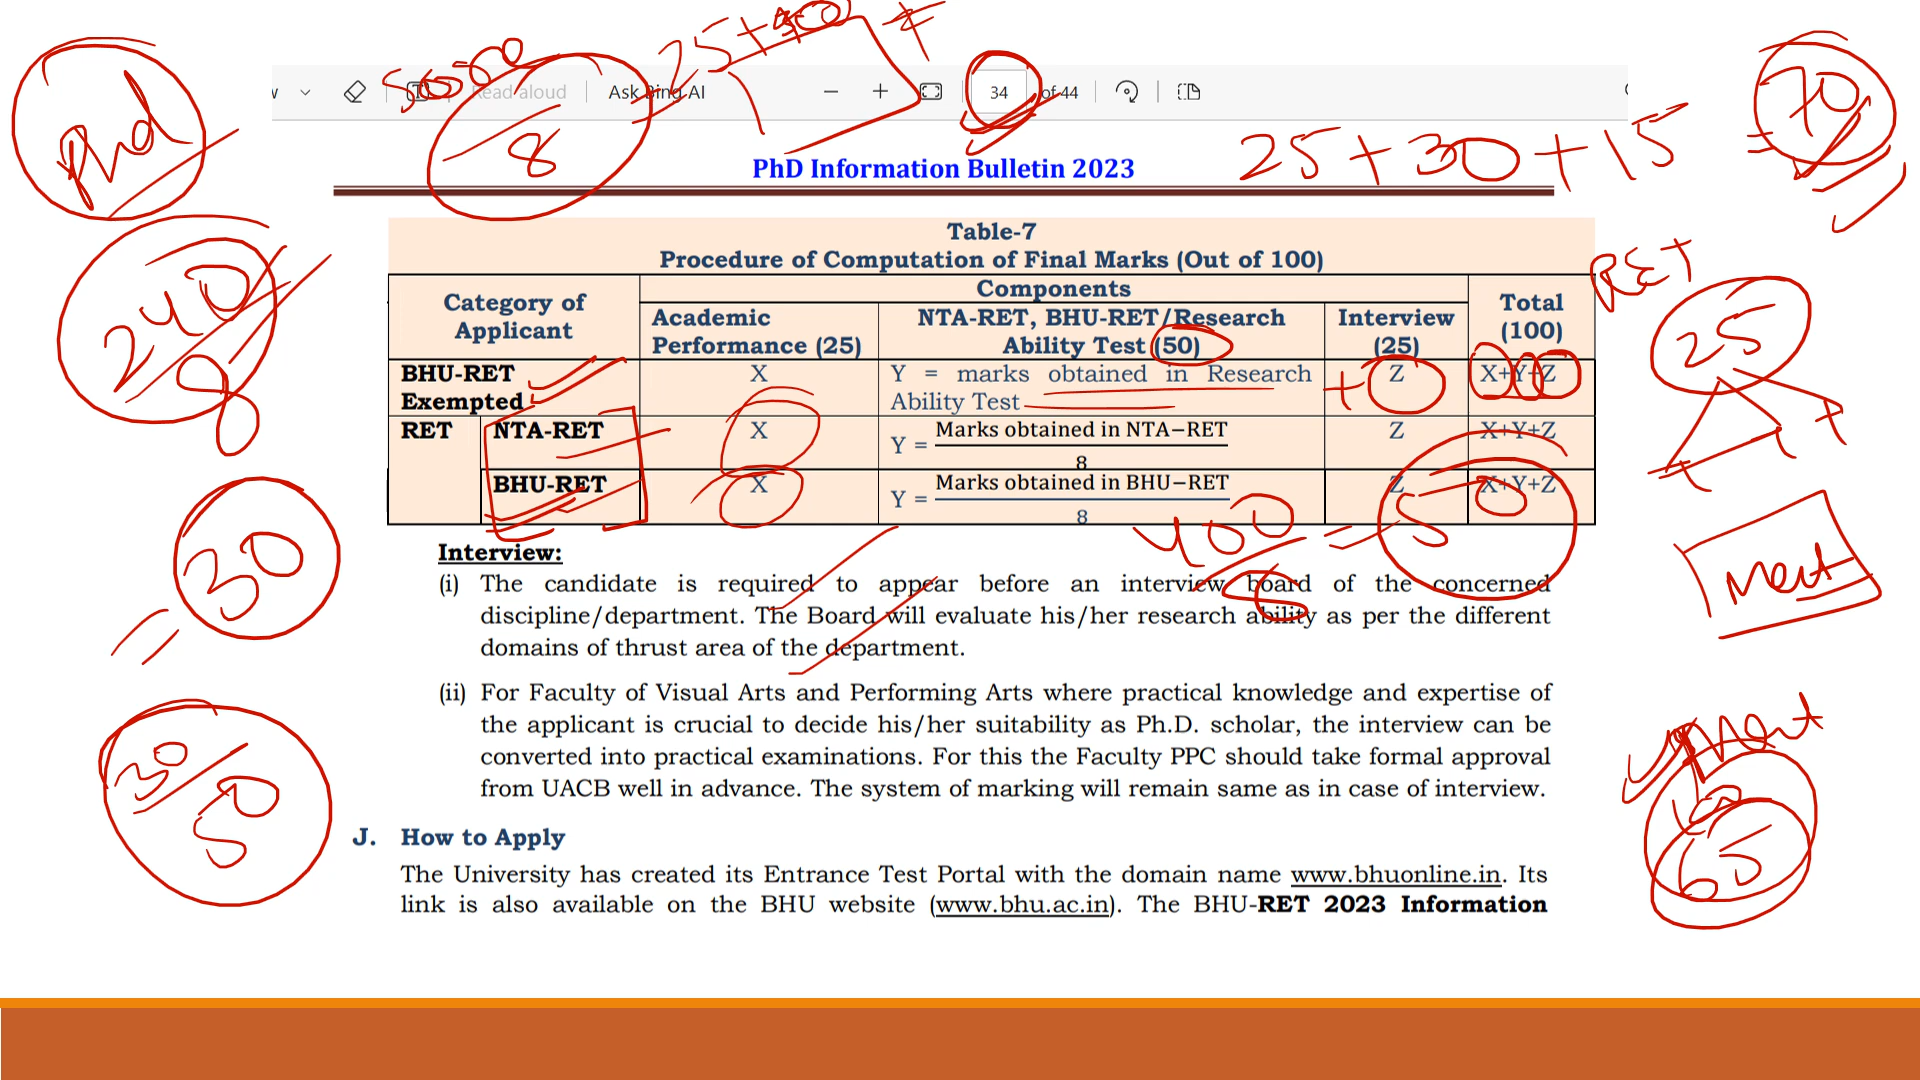 Score
25+
8
Read aloud
Ask Bing AI
34
of 44
Phd
70
25+30+15
=
PhD Information Bulletin 2023
Table-7
Procedure of Computation of Final Marks (Out of 100)
Category of Applicant
Components
Total (100)
Academic Performance (25)
NTA-RET, BHU-RET/Research Ability Test (50)
Interview (25)
BHU-RET Exempted
X
Y = marks obtained in Research Ability Test
+
Z
X+Y+Z
RET
NTA-RET
X
Y = Marks obtained in NTA−RET
8
Z
X+Y+Z
BHU-RET
X
Y = Marks obtained in BHU−RET
8
Z
X+Y+Z
RET
25
240
8
= 30
30
50
400
8
= 50
Merit
65
Interview:
(i) The candidate is required to appear before an interview board of the concerned
discipline/department. The Board will evaluate his/her research ability as per the different
domains of thrust area of the department.
(ii) For Faculty of Visual Arts and Performing Arts where practical knowledge and expertise of
the applicant is crucial to decide his/her suitability as Ph.D. scholar, the interview can be
converted into practical examinations. For this the Faculty PPC should take formal approval
from UACB well in advance. The system of marking will remain same as in case of interview.
J. How to Apply
The University has created its Entrance Test Portal with the domain name www.bhuonline.in. Its
link is also available on the BHU website (www.bhu.ac.in). The BHU-RET 2023 Information